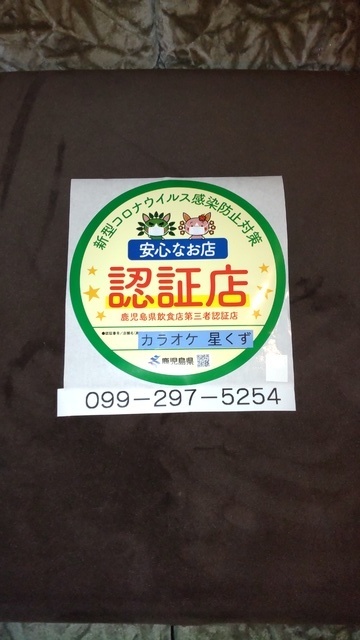 新型コロナウイルス感染防止対策
安心なお店
認証店
鹿児島県飲食店第三者認証店
カラオケ 星くず
鹿児島県
099-297-5254